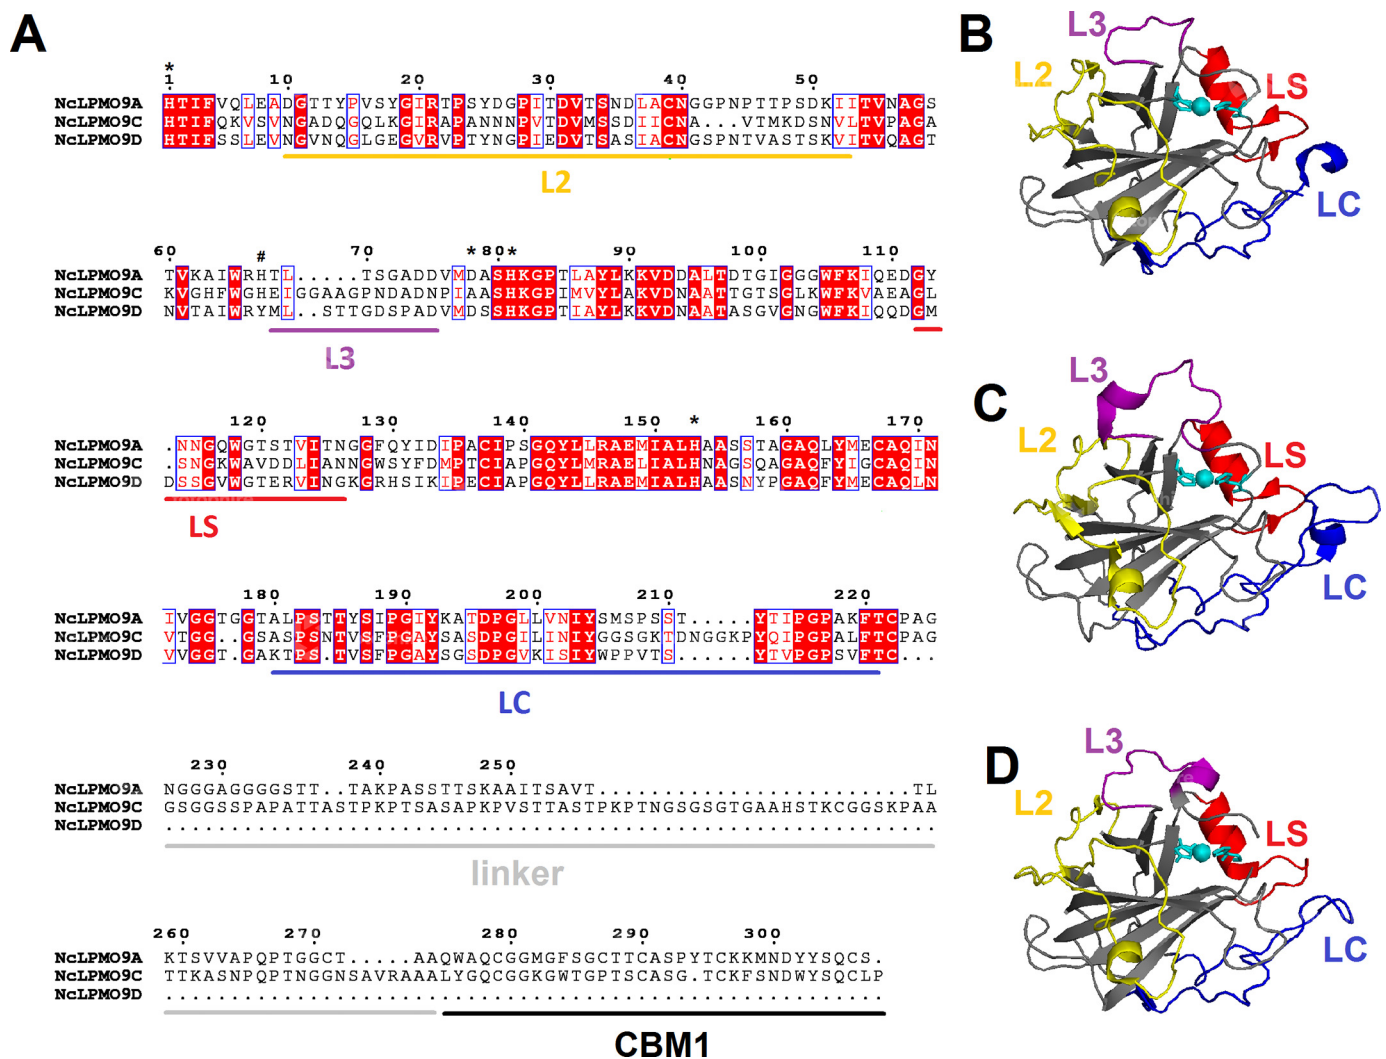 A
*
1 10 20 30 40 50
NcLPMO9A HTIFVQLEADGTTYPVSYGIRTPSYDGPITDVTSNDLACNGGPNPTTPSDKIITVNAGS
NcLPMO9C HTIFQKVSVNGADQGQLKGIRAPANNNPVTDVMSSDIICNA...VTMKDSNVLTVPAGA
NcLPMO9D HTIFSSLEVNGVNQGLGEGVRVPTYNGPIEDVTSASIACNGSPNTVASTSKVITVQAGT
L2
# * *
60 70 80 90 100 110
NcLPMO9A TVKAIWRHTL.....TSGADDVMDASHKGPTLAYLKKVDDALTDTGIGGGWFKIQEDGY
NcLPMO9C KVGHFWGHEIGGAAGPNDADNPIAASHKGPIMVYLAKVDNAATTGTSGLKWFKVAEAGL
NcLPMO9D NVTAIWRYML..STTGDSPADVMDSSHKGPTIAYLKKVDNAATASGVGNGWFKIQQDGM
L3
*
120 130 140 150 160 170
NcLPMO9A .NNGQWGTSTVITNGGFQYIDIPACIPSGQYLLRAEMIALHAASSTAGAQLYMECAQIN
NcLPMO9C .SNGKWAVDDLIANNGWSYFDMPTCIAPGQYLMRAELIALHNAGSQAGAQFYIGCAQIN
NcLPMO9D DSSGVWGTERVINGKGRHSIKIPECIAPGQYLLRAEMIALHAASNYPGAQFYMECAQLN
LS
180 190 200 210 220
NcLPMO9A IVGGTGGTALPSTTYSIPGIYKATDPGLLVNIYSMSPSST.....YTIPGPAKFTCPAG
NcLPMO9C VTGG..GSASPSNTVSFPGAYSASDPGILINIYGGSGKTDNGGKPYQIPGPALFTCPAG
NcLPMO9D VVGGT.GAKTPS.TVSFPGAYSGSDPGVKISIYWPPVTS......YTVPGPSVFTC...
LC
230 240 250
NcLPMO9A NGGGAGGGGSTT..TAKPASSTTSKAAITSAVT.........................TL
NcLPMO9C GSGGSSPAPATTASTPKPTSASAPKPVSTTASTPKPTNGSGSGTGAAHSTKCGGSKPAA
NcLPMO9D ...........................................................
linker
260 270 280 290 300
NcLPMO9A KTSVVAPQPTGGCT.....AAQWAQCGGMGFSGCTTCASPYTCKKMNDYYSQCS.
NcLPMO9C TTKASNPQPTNGGNSAVRAAALYGQCGGKGWTGPTSCASG.TCKFSNDWYSQCLP
NcLPMO9D .......................................................
CBM1
B
L3
L2
LS
LC
C
L3
L2
LS
LC
D
L3
L2
LS
LC